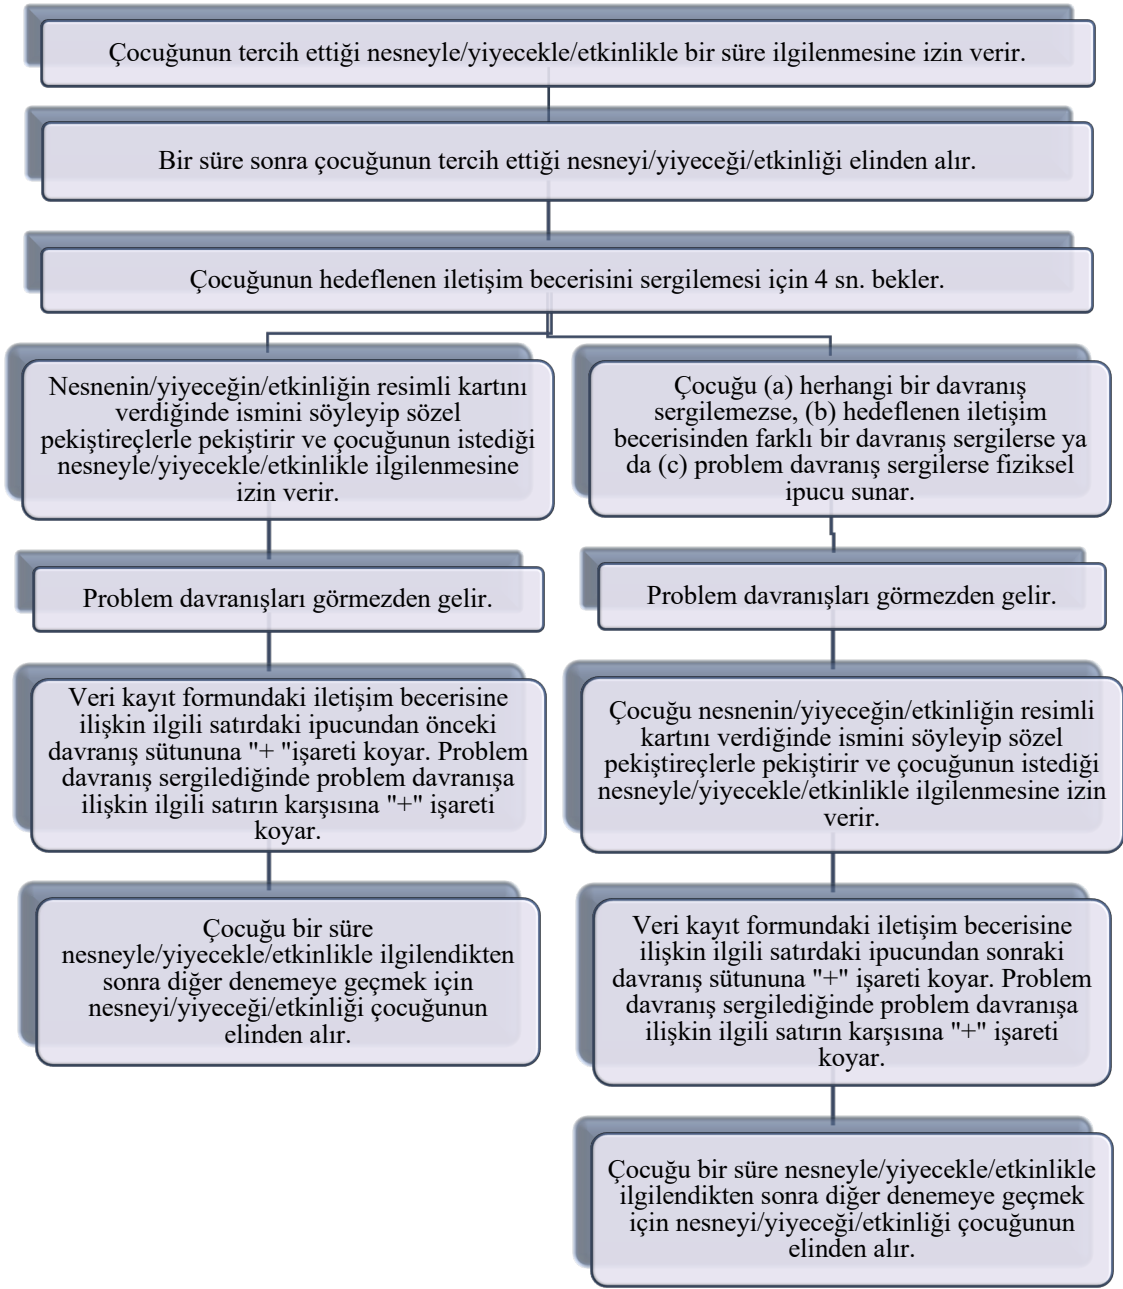 Çocuğunun tercih ettiği nesneyle/yiyecekle/etkinlikle bir süre ilgilenmesine izin verir.
Bir süre sonra çocuğunun tercih ettiği nesneyi/yiyeceği/etkinliği elinden alır.
Çocuğunun hedeflenen iletişim becerisini sergilemesi için 4 sn. bekler.
Nesnenin/yiyeceğin/etkinliğin resimli kartını
verdiğinde ismini söyleyip sözel
pekiştireçlerle pekiştirir ve çocuğunun istediği
nesneyle/yiyecekle/etkinlikle ilgilenmesine
izin verir.
Problem davranışları görmezden gelir.
Veri kayıt formundaki iletişim becerisine
ilişkin ilgili satırdaki ipucundan önceki
davranış sütununa "+ "işareti koyar. Problem
davranış sergilediğinde problem davranışa
ilişkin ilgili satırın karşısına "+" işareti
koyar.
Çocuğu bir süre
nesneyle/yiyecekle/etkinlikle ilgilendikten
sonra diğer denemeye geçmek için
nesneyi/yiyeceği/etkinliği çocuğunun
elinden alır.
Çocuğu (a) herhangi bir davranış
sergilemezse, (b) hedeflenen iletişim
becerisinden farklı bir davranış sergilerse ya
da (c) problem davranış sergilerse fiziksel
ipucu sunar.
Problem davranışları görmezden gelir.
Çocuğu nesnenin/yiyeceğin/etkinliğin resimli
kartını verdiğinde ismini söyleyip sözel
pekiştireçlerle pekiştirir ve çocuğunun istediği
nesneyle/yiyecekle/etkinlikle ilgilenmesine izin
verir.
Veri kayıt formundaki iletişim becerisine
ilişkin ilgili satırdaki ipucundan sonraki
davranış sütununa "+" işareti koyar. Problem
davranış sergilediğinde problem davranışa
ilişkin ilgili satırın karşısına "+" işareti
koyar.
Çocuğu bir süre nesneyle/yiyecekle/etkinlikle
ilgilendikten sonra diğer denemeye geçmek
için nesneyi/yiyeceği/etkinliği çocuğunun
elinden alır.